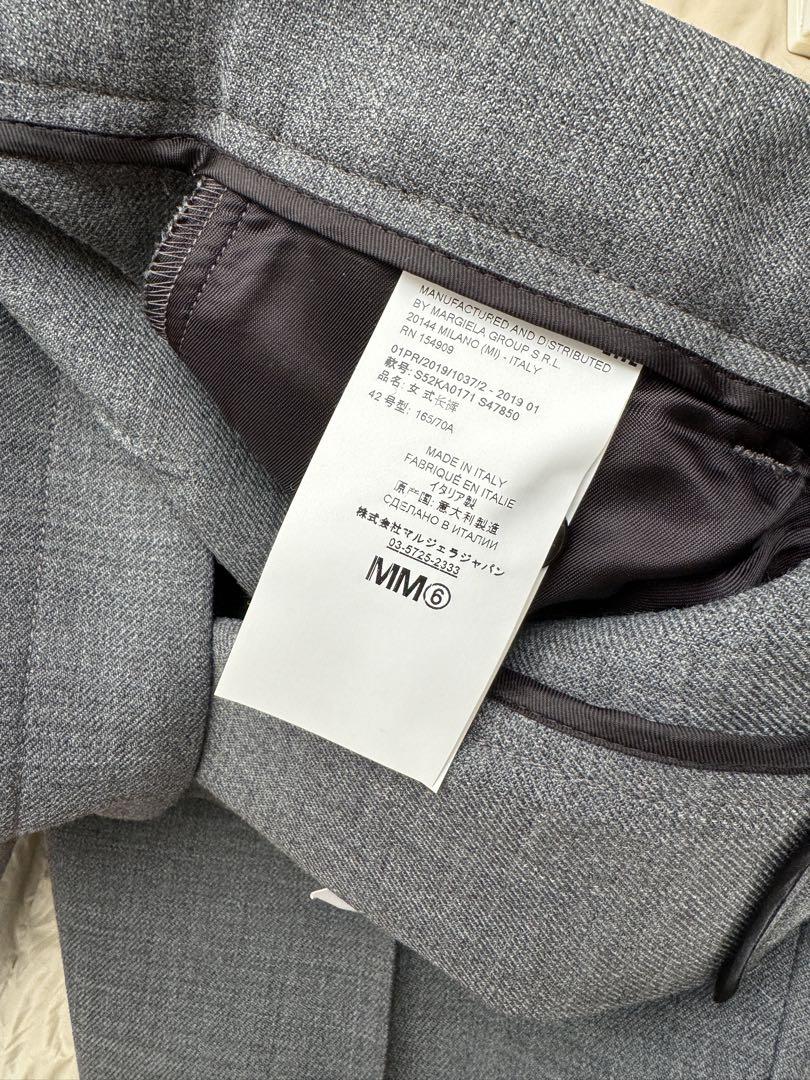 MANUFACTURED AND DISTRIBUTED
BY MARGIELA GROUP S.R.L.
20144 MILANO (MI) - ITALY
RN 154909
01PR/2019/1037/2 - 2019 01
款号: S52KA0171 S47850
品名: 女 式长裤
42 号型: 165/70A
MADE IN ITALY
FABRIQUÉ EN ITALIE
イタリア製
原产国: 意大利製造
СДЕЛАНО В ИТАЛИИ
株式会社マルジェラジャパン
03-5725-2333
MM⑥